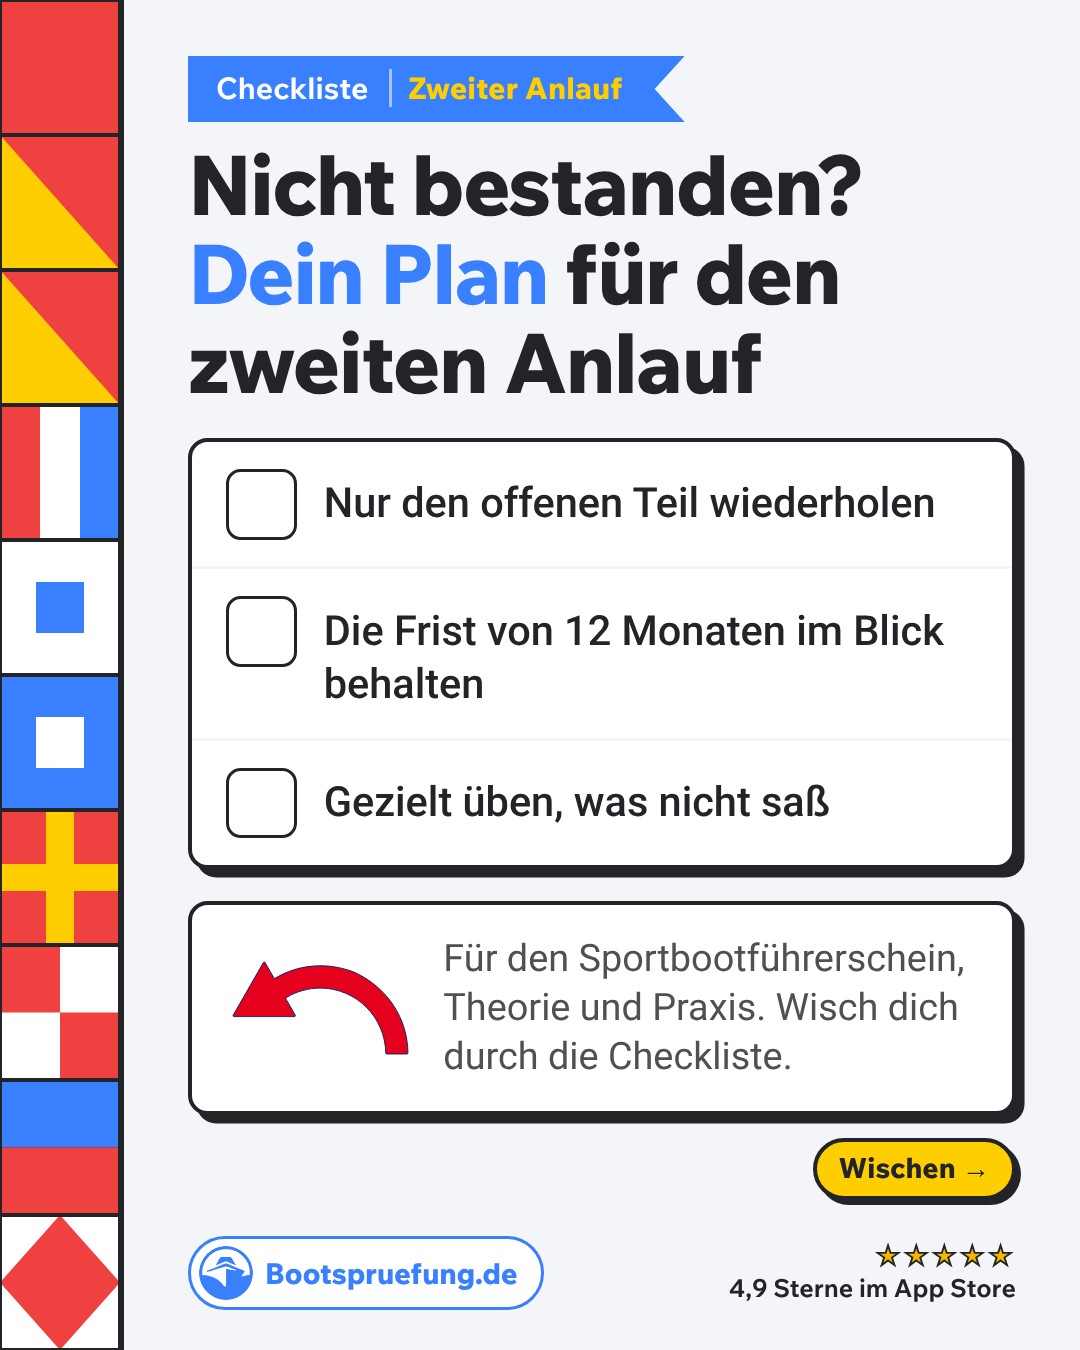 Checkliste | Zweiter Anlauf
Nicht bestanden?
Dein Plan für den
zweiten Anlauf
Nur den offenen Teil wiederholen
Die Frist von 12 Monaten im Blick
behalten
Gezielt üben, was nicht saß
Für den Sportbootführerschein,
Theorie und Praxis. Wisch dich
durch die Checkliste.
Wischen →
Bootspruefung.de
★★★★★
4,9 Sterne im App Store